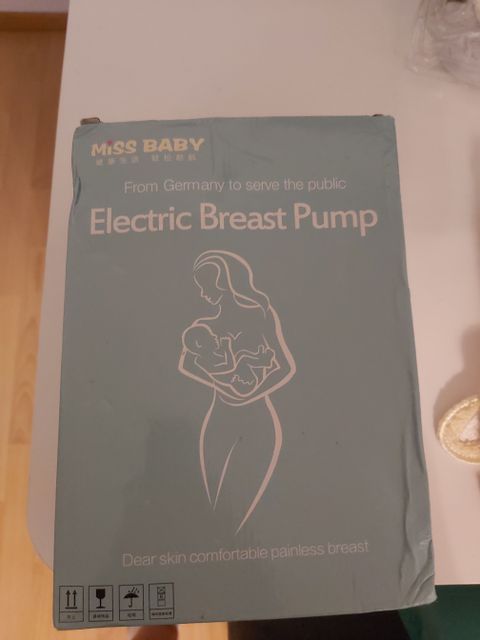 MiSS BABY
From Germany to serve the public
Electric Breast Pump
Dear skin comfortable painless breast